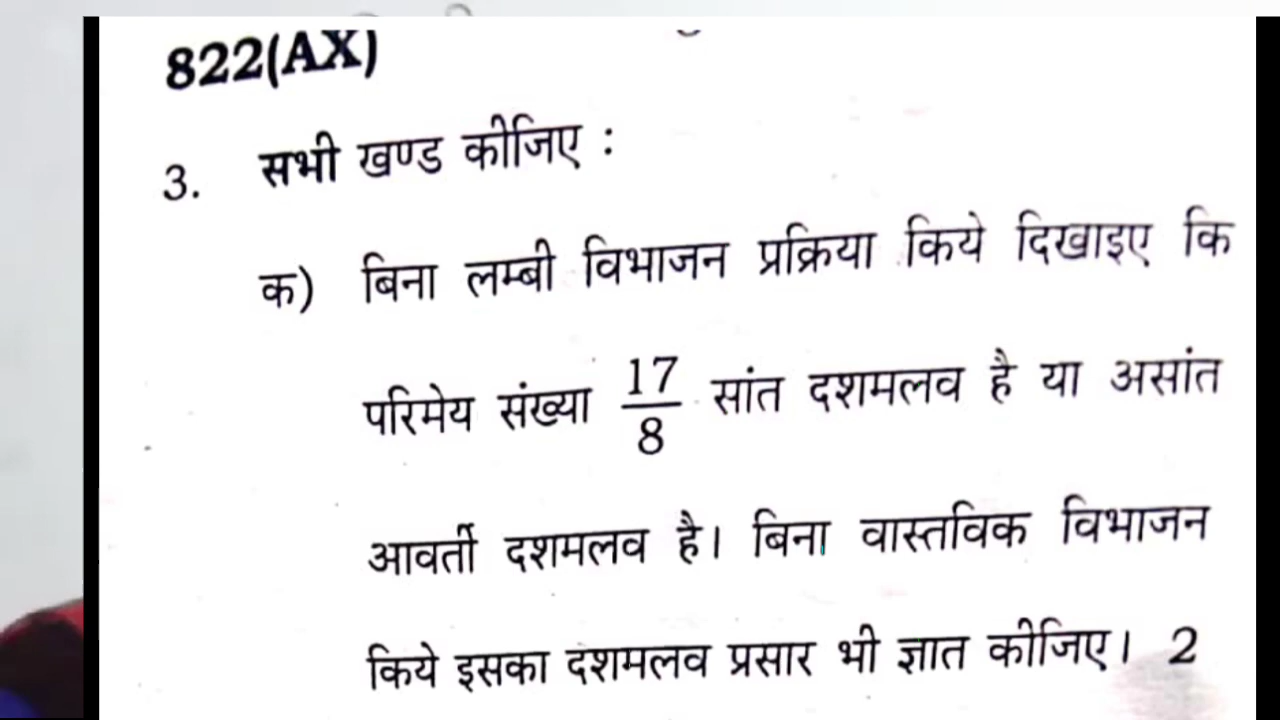 822(AX)
3. सभी खण्ड कीजिए :
क) बिना लम्बी विभाजन प्रक्रिया किये दिखाइए कि
परिमेय संख्या 17/8 सांत दशमलव है या असांत
आवर्ती दशमलव है। बिना वास्तविक विभाजन
किये इसका दशमलव प्रसार भी ज्ञात कीजिए। 2